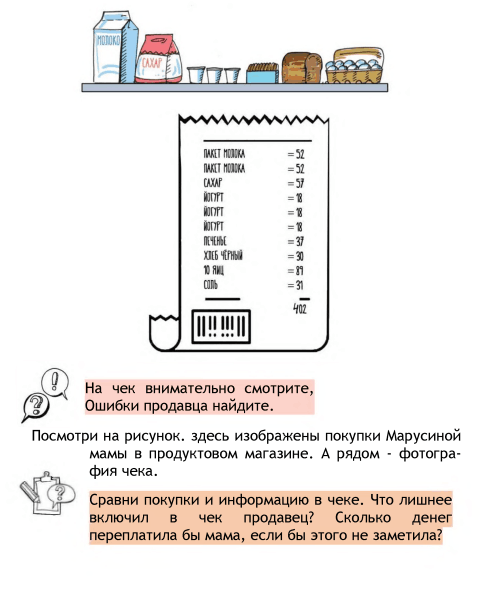 МОЛОКО
САХАР
ПАКЕТ МОЛОКА = 52
ПАКЕТ МОЛОКА = 52
САХАР = 57
ЙОГУРТ = 18
ЙОГУРТ = 18
ЙОГУРТ = 18
ПЕЧЕНЬЕ = 37
ХЛЕБ ЧЁРНЫЙ = 30
10 ЯИЦ = 89
СОЛЬ = 31
402
На чек внимательно смотрите,
Ошибки продавца найдите.
Посмотри на рисунок. здесь изображены покупки Марусиной
мамы в продуктовом магазине. А рядом - фотогра-
фия чека.
Сравни покупки и информацию в чеке. Что лишнее
включил в чек продавец? Сколько денег
переплатила бы мама, если бы этого не заметила?